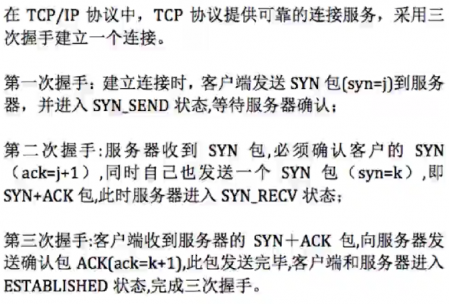 在 TCP/IP 协议中，TCP 协议提供可靠的连接服务，采用三
次握手建立一个连接。
第一次握手：建立连接时，客户端发送 SYN 包(syn=j)到服务
器，并进入 SYN_SEND 状态,等待服务器确认；
第二次握手:服务器收到 SYN 包,必须确认客户的 SYN
（ack=j+1）,同时自己也发送一个 SYN 包（syn=k）,即
SYN+ACK 包,此时服务器进入 SYN_RECV 状态；
第三次握手:客户端收到服务器的 SYN＋ACK 包,向服务器发
送确认包 ACK(ack=k+1),此包发送完毕,客户端和服务器进入
ESTABLISHED 状态,完成三次握手。